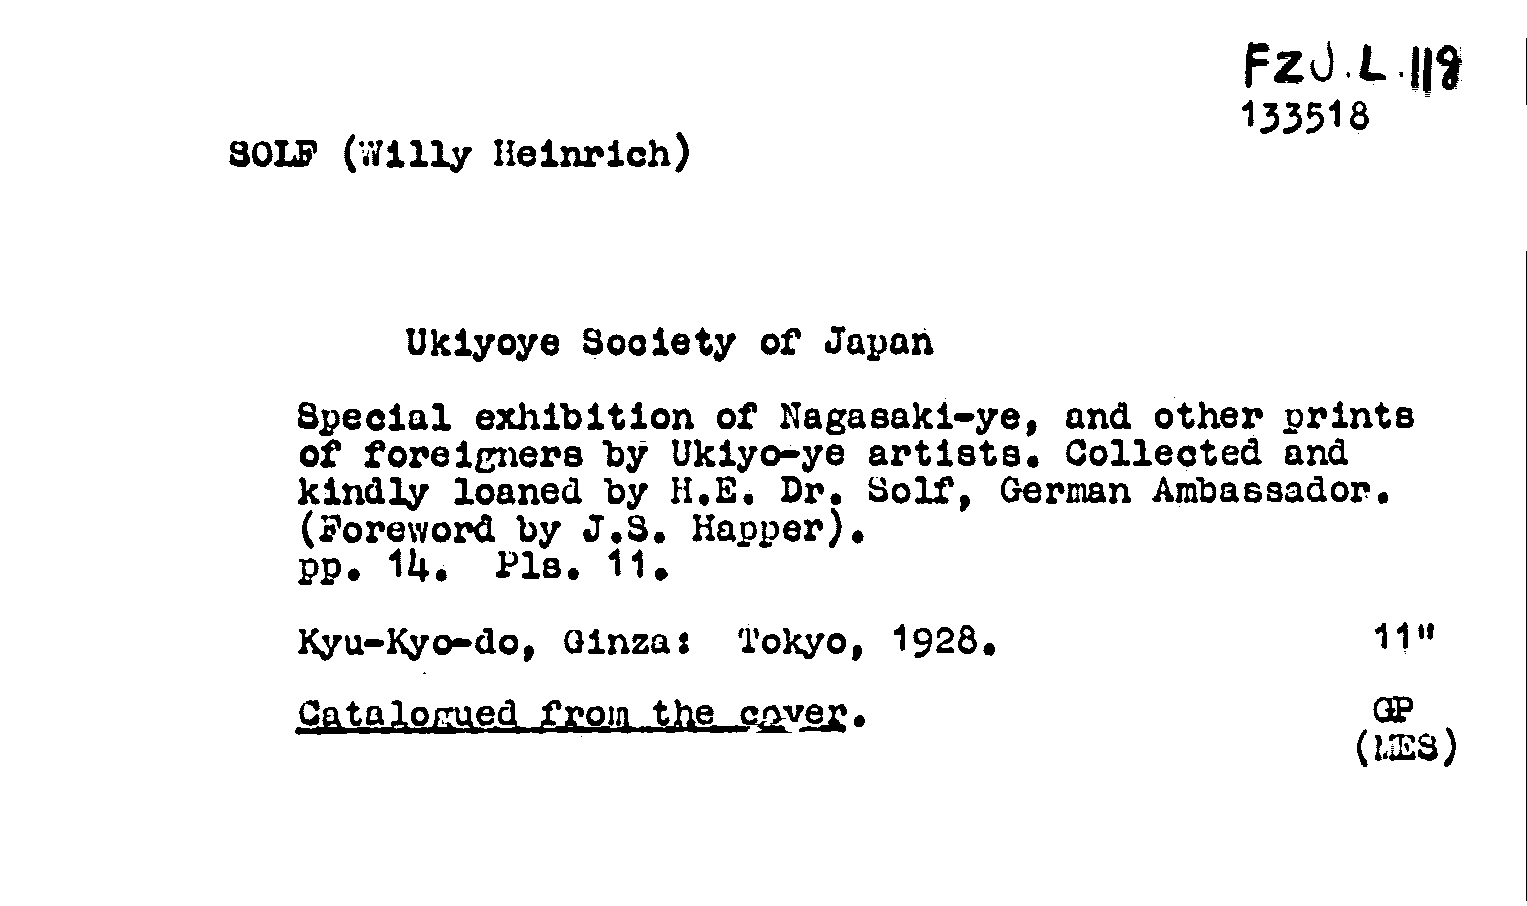 FZJ.L.119
133518
SOLF (Willy Heinrich)
Ukiyoye Society of Japan
Special exhibition of Nagasaki-ye, and other prints
of foreigners by Ukiyo-ye artists. Collected and
kindly loaned by H.E. Dr. Solf, German Ambassador.
(Foreword by J.S. Happer).
pp. 14. Pls. 11.
Kyu-Kyo-do, Ginza: Tokyo, 1928. 11"
Catalogued from the cover. GP
(MES)